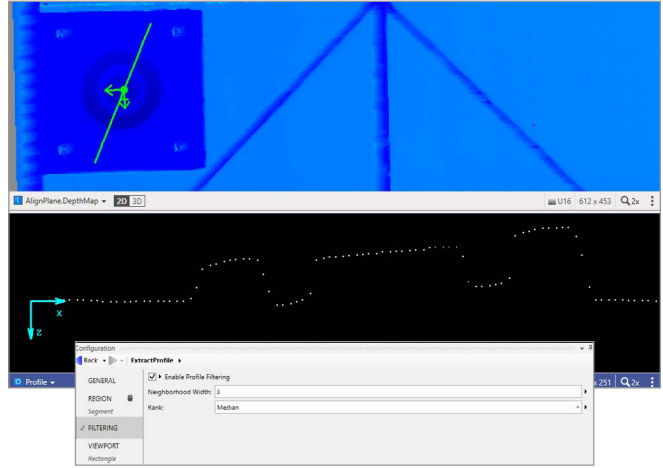 AlignPlane.DepthMap 2D 3D U16 612 x 453 2x
x
z
Configuration
Back ExtractProfile
GENERAL
REGION
Segment
FILTERING
VIEWPORT
Rectangle
Enable Profile Filtering
Neighborhood Width: 3
Rank: Median
Profile x 251 2x